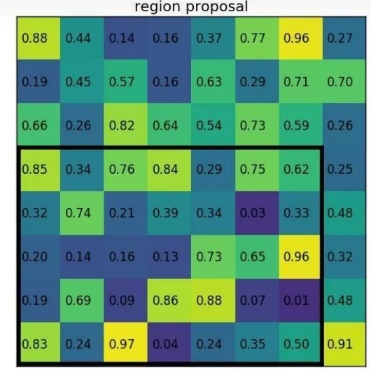 region proposal
0.88 0.44 0.14 0.16 0.37 0.77 0.96 0.27
0.19 0.45 0.57 0.16 0.63 0.29 0.71 0.70
0.66 0.26 0.82 0.64 0.54 0.73 0.59 0.26
0.85 0.34 0.76 0.84 0.29 0.75 0.62 0.25
0.32 0.74 0.21 0.39 0.34 0.03 0.33 0.48
0.20 0.14 0.16 0.13 0.73 0.65 0.96 0.32
0.19 0.69 0.09 0.86 0.88 0.07 0.01 0.48
0.83 0.24 0.97 0.04 0.24 0.35 0.50 0.91